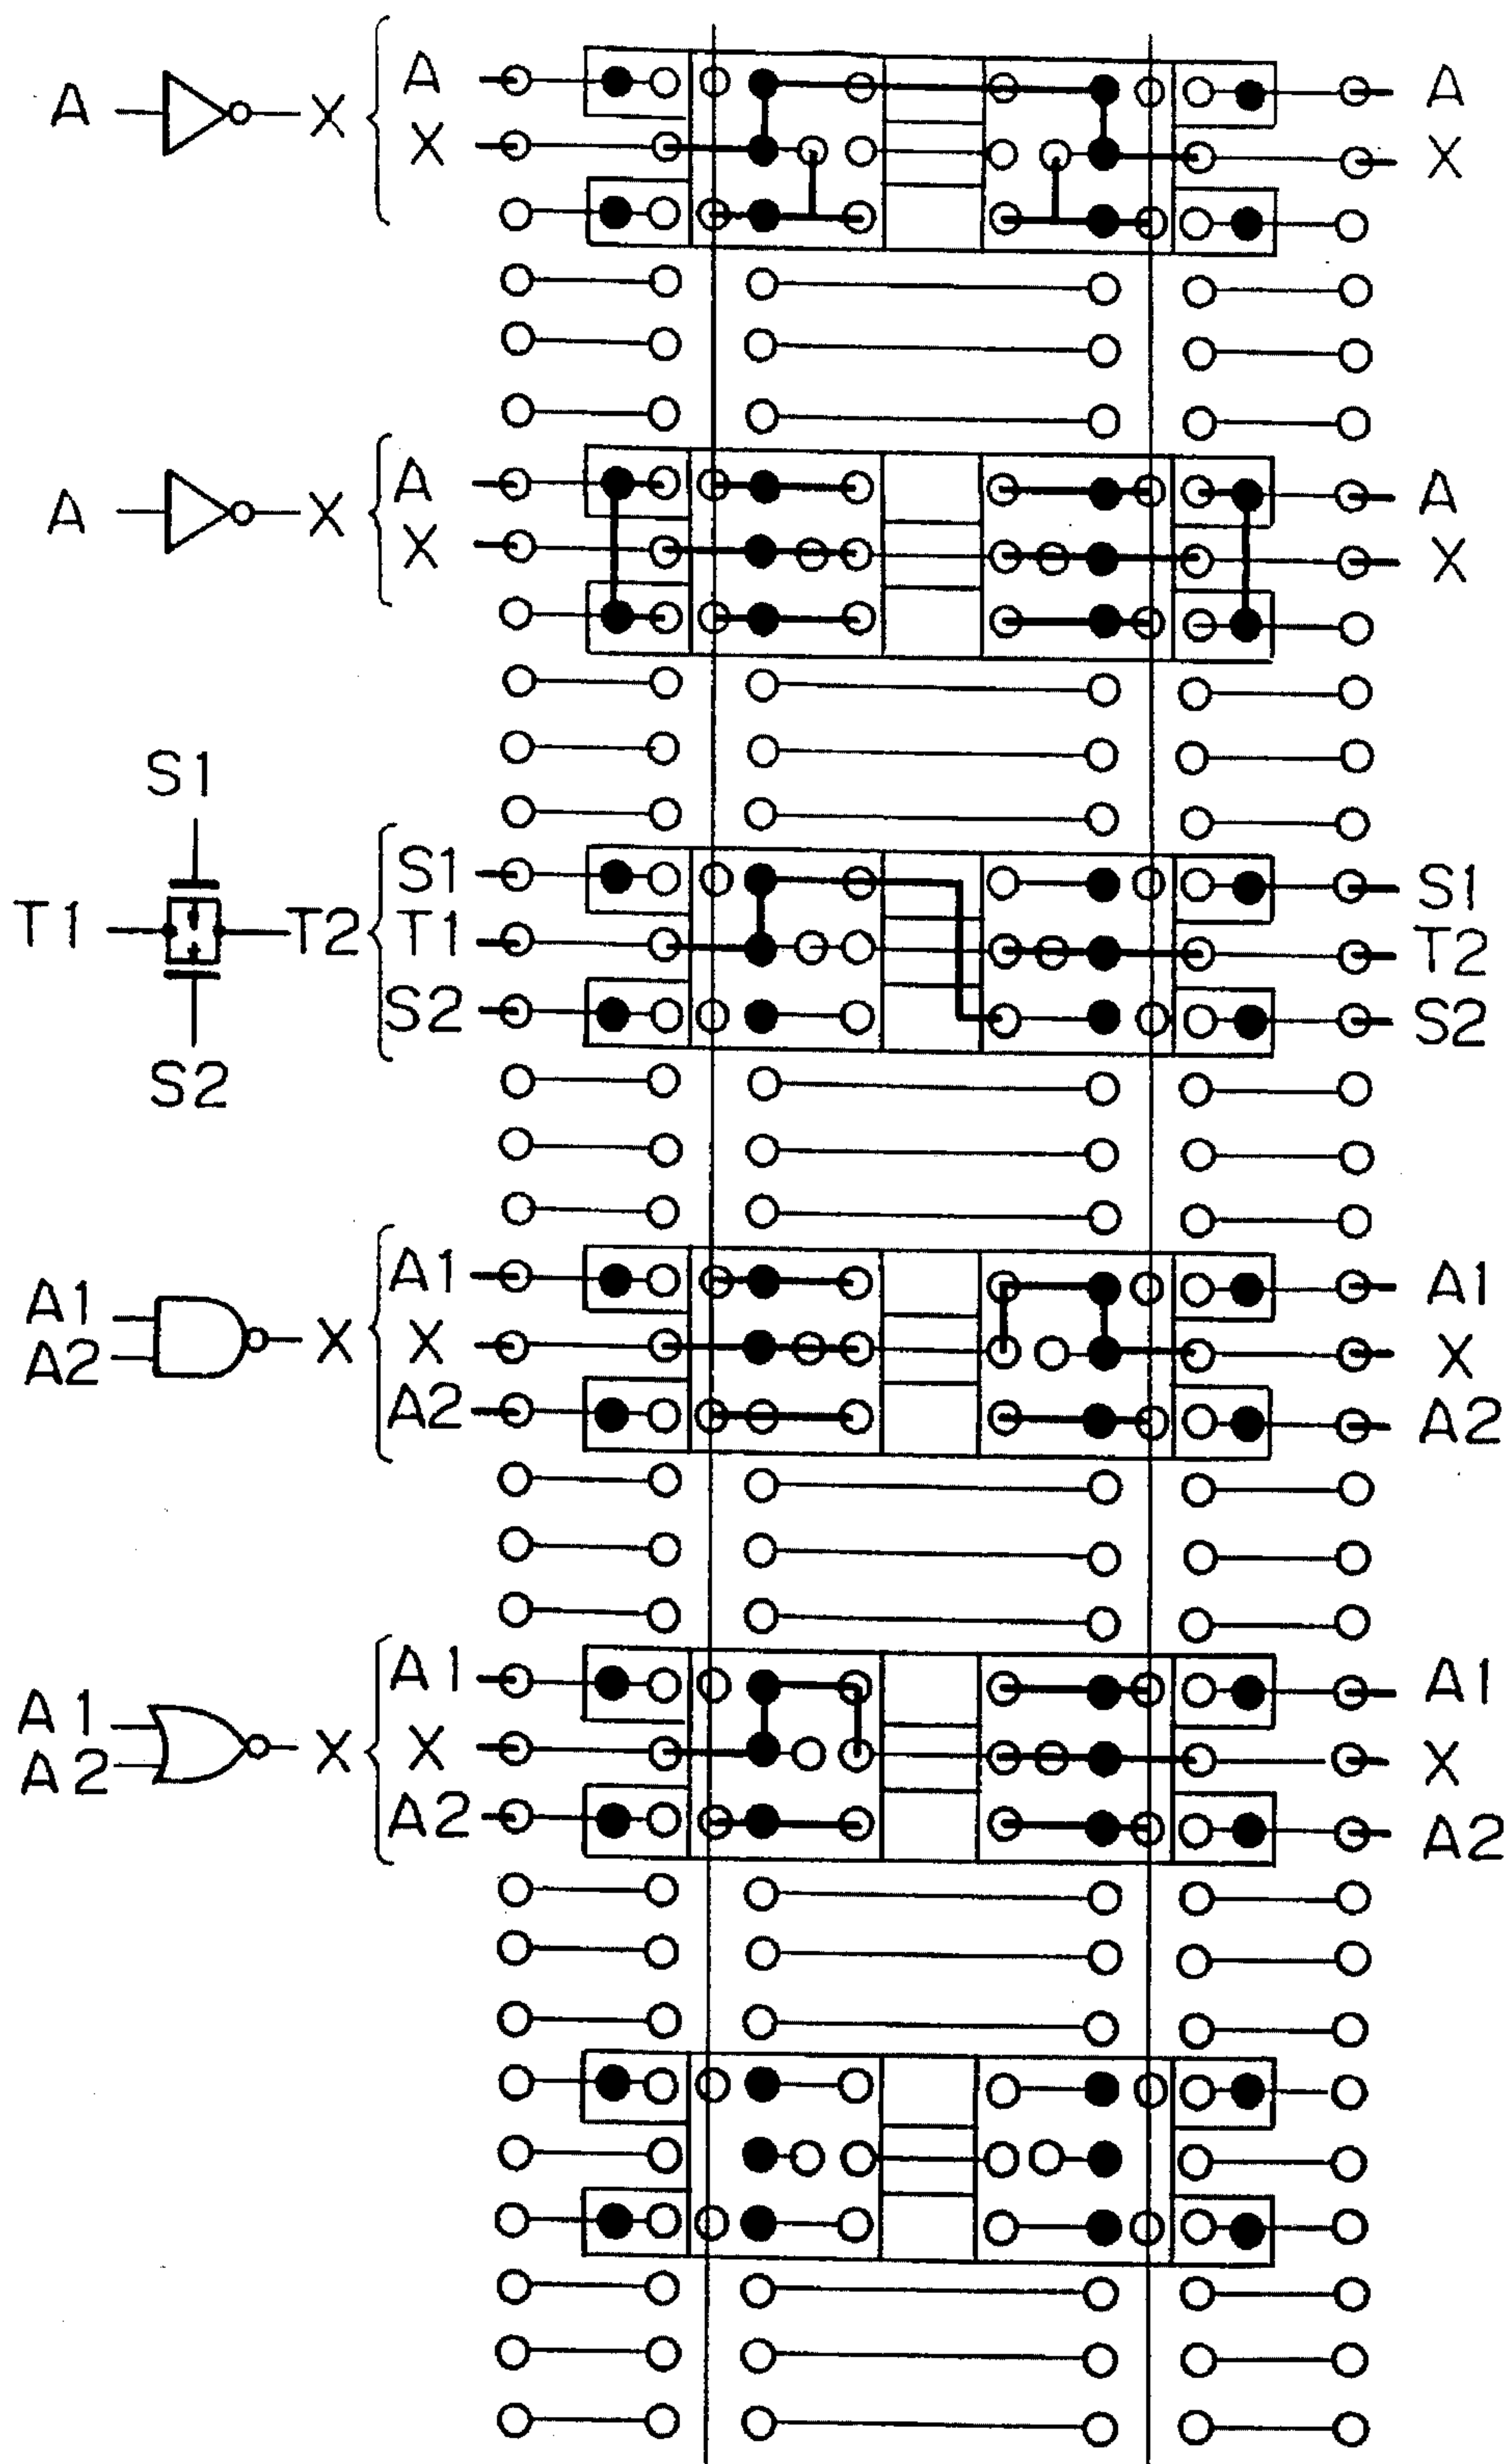 A X A A
X X
A X A A
X X
S1
S1 S1
T1 T2 T1 T2
S2 S2
S2
A1 A1
A1
A2 X X X
A2 A2
A1 A1
A1
A2 X X X
A2 A2